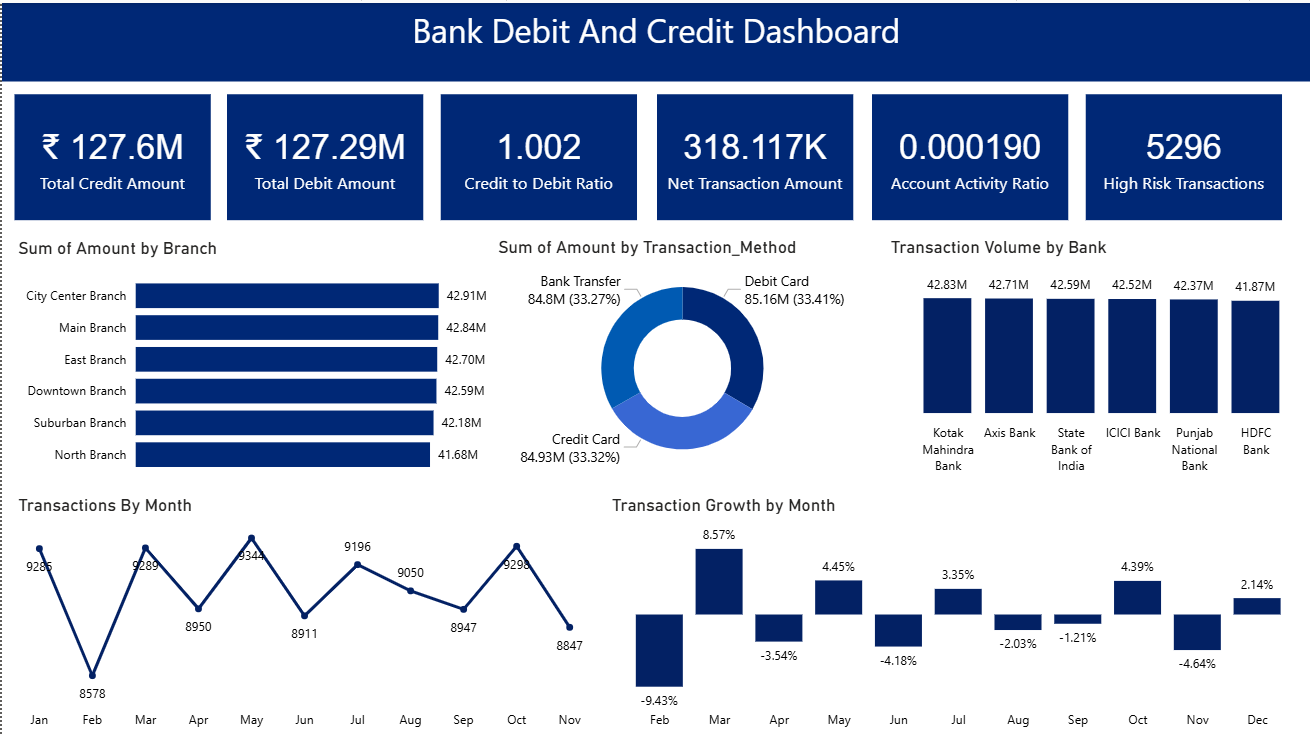 Bank Debit And Credit Dashboard
₹ 127.6M
Total Credit Amount
₹ 127.29M
Total Debit Amount
1.002
Credit to Debit Ratio
318.117K
Net Transaction Amount
0.000190
Account Activity Ratio
5296
High Risk Transactions
Sum of Amount by Branch
City Center Branch 42.91M
Main Branch 42.84M
East Branch 42.70M
Downtown Branch 42.59M
Suburban Branch 42.18M
North Branch 41.68M
Sum of Amount by Transaction_Method
Bank Transfer
84.8M (33.27%)
Debit Card
85.16M (33.41%)
Credit Card
84.93M (33.32%)
Transaction Volume by Bank
42.83M 42.71M 42.59M 42.52M 42.37M 41.87M
Kotak
Mahindra
Bank
Axis Bank
State
Bank of
India
ICICI Bank
Punjab
National
Bank
HDFC
Bank
Transactions By Month
9285 8578 9289 8950 9344 8911 9196 9050 8947 9298 8847
Jan Feb Mar Apr May Jun Jul Aug Sep Oct Nov
Transaction Growth by Month
-9.43% 8.57% -3.54% 4.45% -4.18% 3.35% -2.03% -1.21% 4.39% -4.64% 2.14%
Feb Mar Apr May Jun Jul Aug Sep Oct Nov Dec